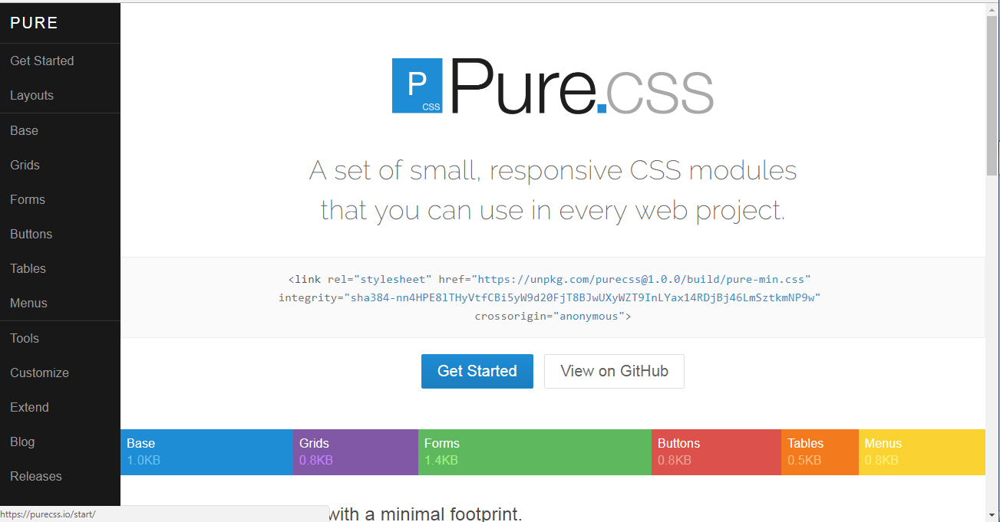 PURE
Get Started
Layouts
Base
Grids
Forms
Buttons
Tables
Menus
Tools
Customize
Extend
Blog
Releases
https://purecss.io/start/
P
CSS
Pure.css
A set of small, responsive CSS modules
that you can use in every web project.
<link rel="stylesheet" href="https://unpkg.com/purecss@1.0.0/build/pure-min.css"
integrity="sha384-nn4HPE8lTHyVtfCBi5yW9d20FjT8BJwUXyWZT9InLYax14RDjBj46LmSztkmNP9w"
crossorigin="anonymous">
Get Started
View on GitHub
Base
1.0KB
Grids
0.8KB
Forms
1.4KB
Buttons
0.8KB
Tables
0.5KB
Menus
0.8KB
with a minimal footprint.